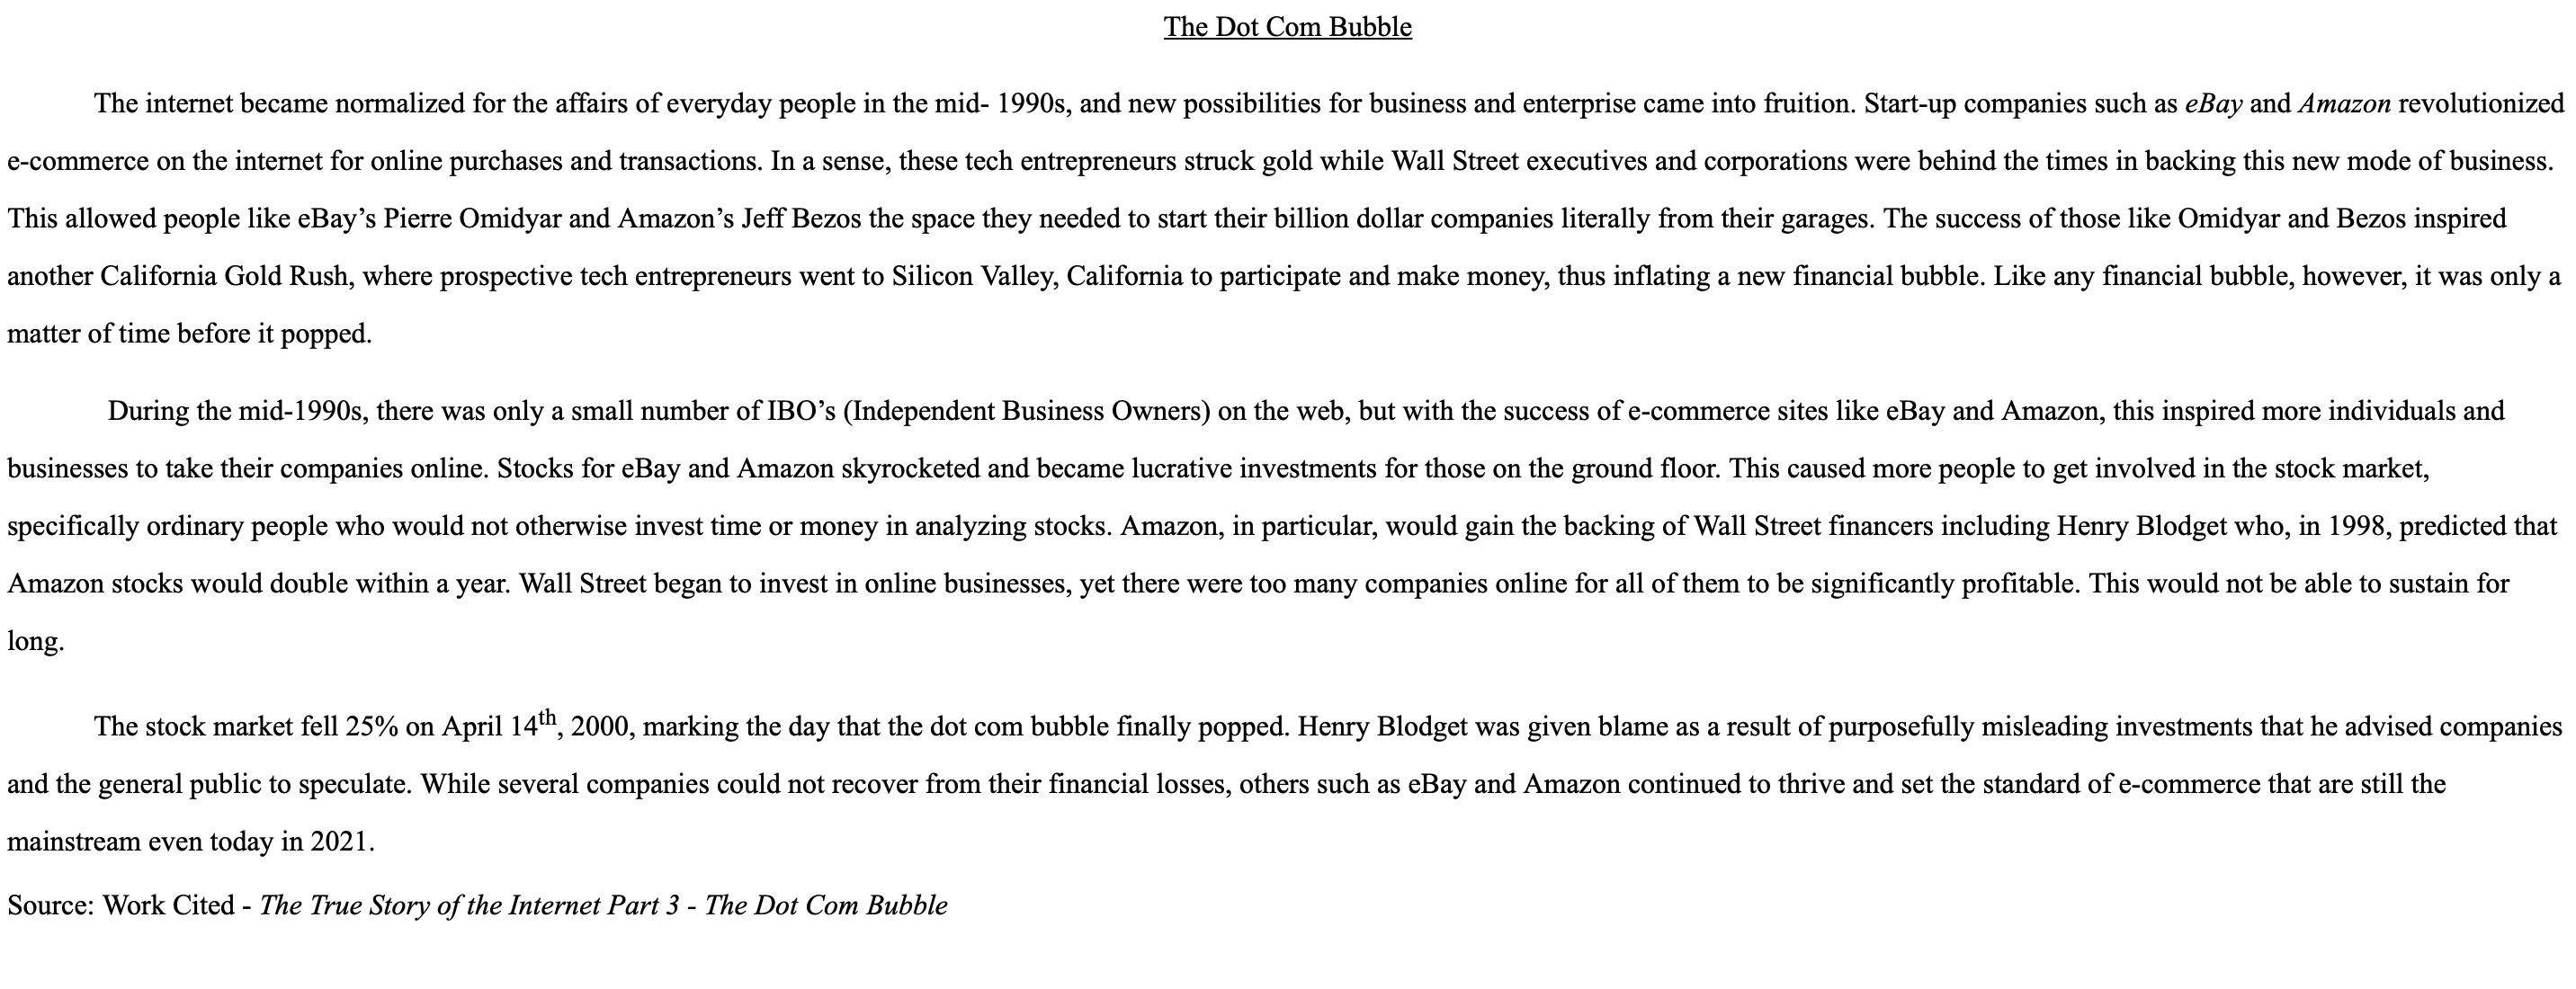 The Dot Com Bubble
The internet became normalized for the affairs of everyday people in the mid- 1990s, and new possibilities for business and enterprise came into fruition. Start-up companies such as eBay and Amazon revolutionized
e-commerce on the internet for online purchases and transactions. In a sense, these tech entrepreneurs struck gold while Wall Street executives and corporations were behind the times in backing this new mode of business.
This allowed people like eBay’s Pierre Omidyar and Amazon’s Jeff Bezos the space they needed to start their billion dollar companies literally from their garages. The success of those like Omidyar and Bezos inspired
another California Gold Rush, where prospective tech entrepreneurs went to Silicon Valley, California to participate and make money, thus inflating a new financial bubble. Like any financial bubble, however, it was only a
matter of time before it popped.
During the mid-1990s, there was only a small number of IBO’s (Independent Business Owners) on the web, but with the success of e-commerce sites like eBay and Amazon, this inspired more individuals and
businesses to take their companies online. Stocks for eBay and Amazon skyrocketed and became lucrative investments for those on the ground floor. This caused more people to get involved in the stock market,
specifically ordinary people who would not otherwise invest time or money in analyzing stocks. Amazon, in particular, would gain the backing of Wall Street financers including Henry Blodget who, in 1998, predicted that
Amazon stocks would double within a year. Wall Street began to invest in online businesses, yet there were too many companies online for all of them to be significantly profitable. This would not be able to sustain for
long.
The stock market fell 25% on April 14th, 2000, marking the day that the dot com bubble finally popped. Henry Blodget was given blame as a result of purposefully misleading investments that he advised companies
and the general public to speculate. While several companies could not recover from their financial losses, others such as eBay and Amazon continued to thrive and set the standard of e-commerce that are still the
mainstream even today in 2021.
Source: Work Cited - The True Story of the Internet Part 3 - The Dot Com Bubble